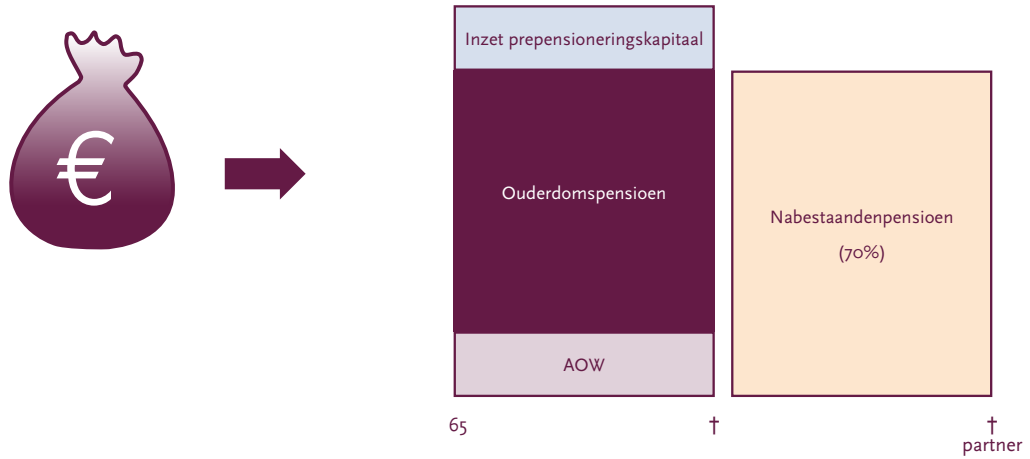 €
Inzet prepensioneringskapitaal
Ouderdomspensioen
AOW
Nabestaandenpensioen
(70%)
65
†
†
partner